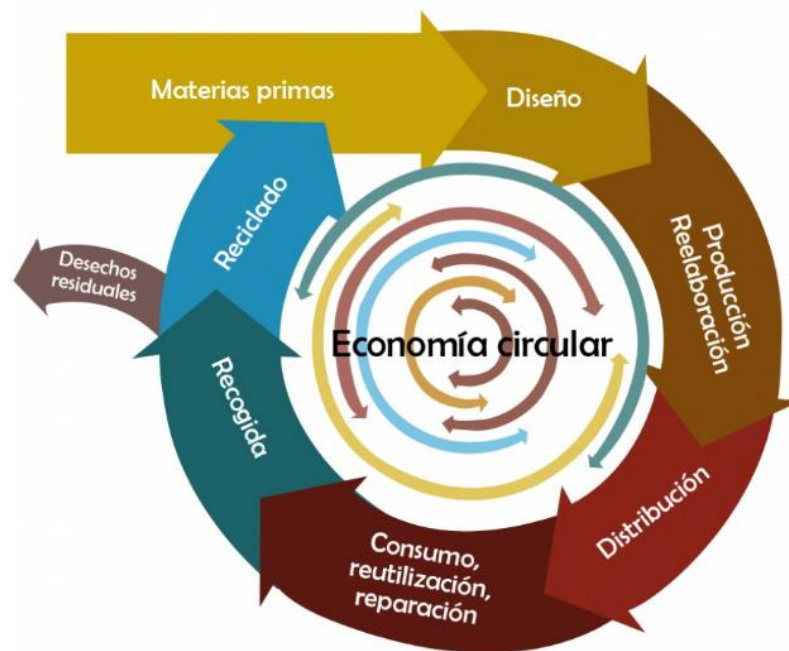 Materias primas
Diseño
Producción
Reelaboración
Distribución
Consumo,
reutilización,
reparación
Recogida
Reciclado
Desechos
residuales
Economía circular